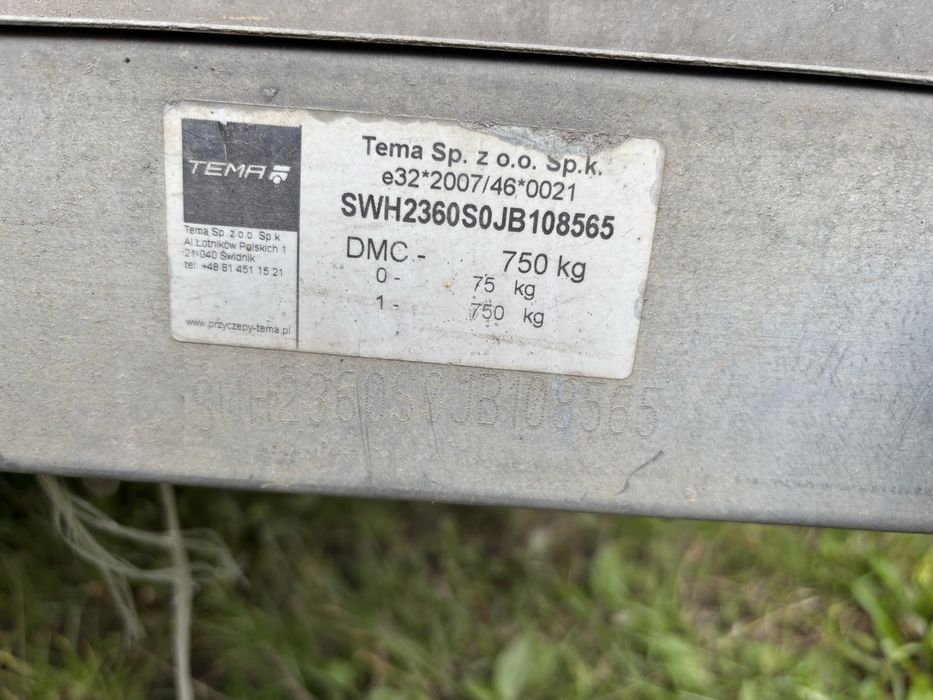 TEMA
Tema Sp. z o.o. Sp.k.
Al Lotników Polskich 1
21-040 Świdnik
tel. +48 81 451 15 21
www.przyczepy-tema.pl
Tema Sp. z o.o. Sp.k.
e32*2007/46*0021
SWH2360S0JB108565
DMC - 750 kg
0 - 75 kg
1 - 750 kg
SWH2360S0JB108565